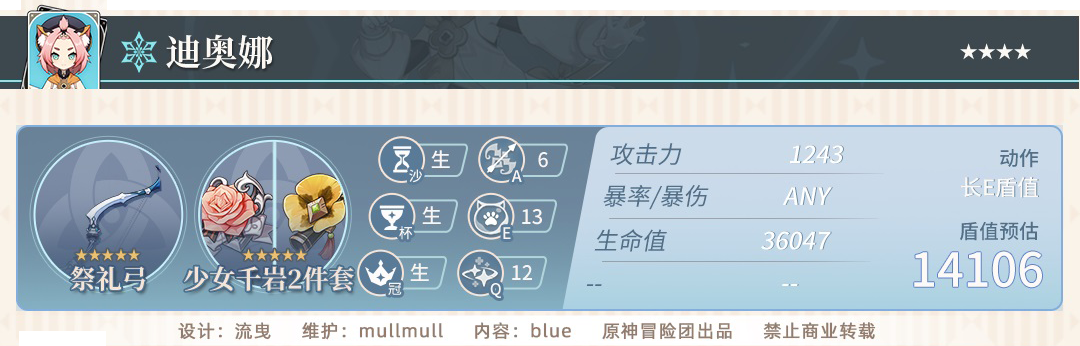 迪奥娜
★★★★
祭礼弓
★★★★★
少女千岩2件套
★★★★★
沙 生
A 6
杯 生
E 13
冠 生
Q 12
攻击力 1243
暴率/暴伤 ANY
生命值 36047
-- --
动作
长E盾值
盾值预估
14106
设计：流曳 维护：mullmull 内容：blue 原神冒险团出品 禁止商业转载